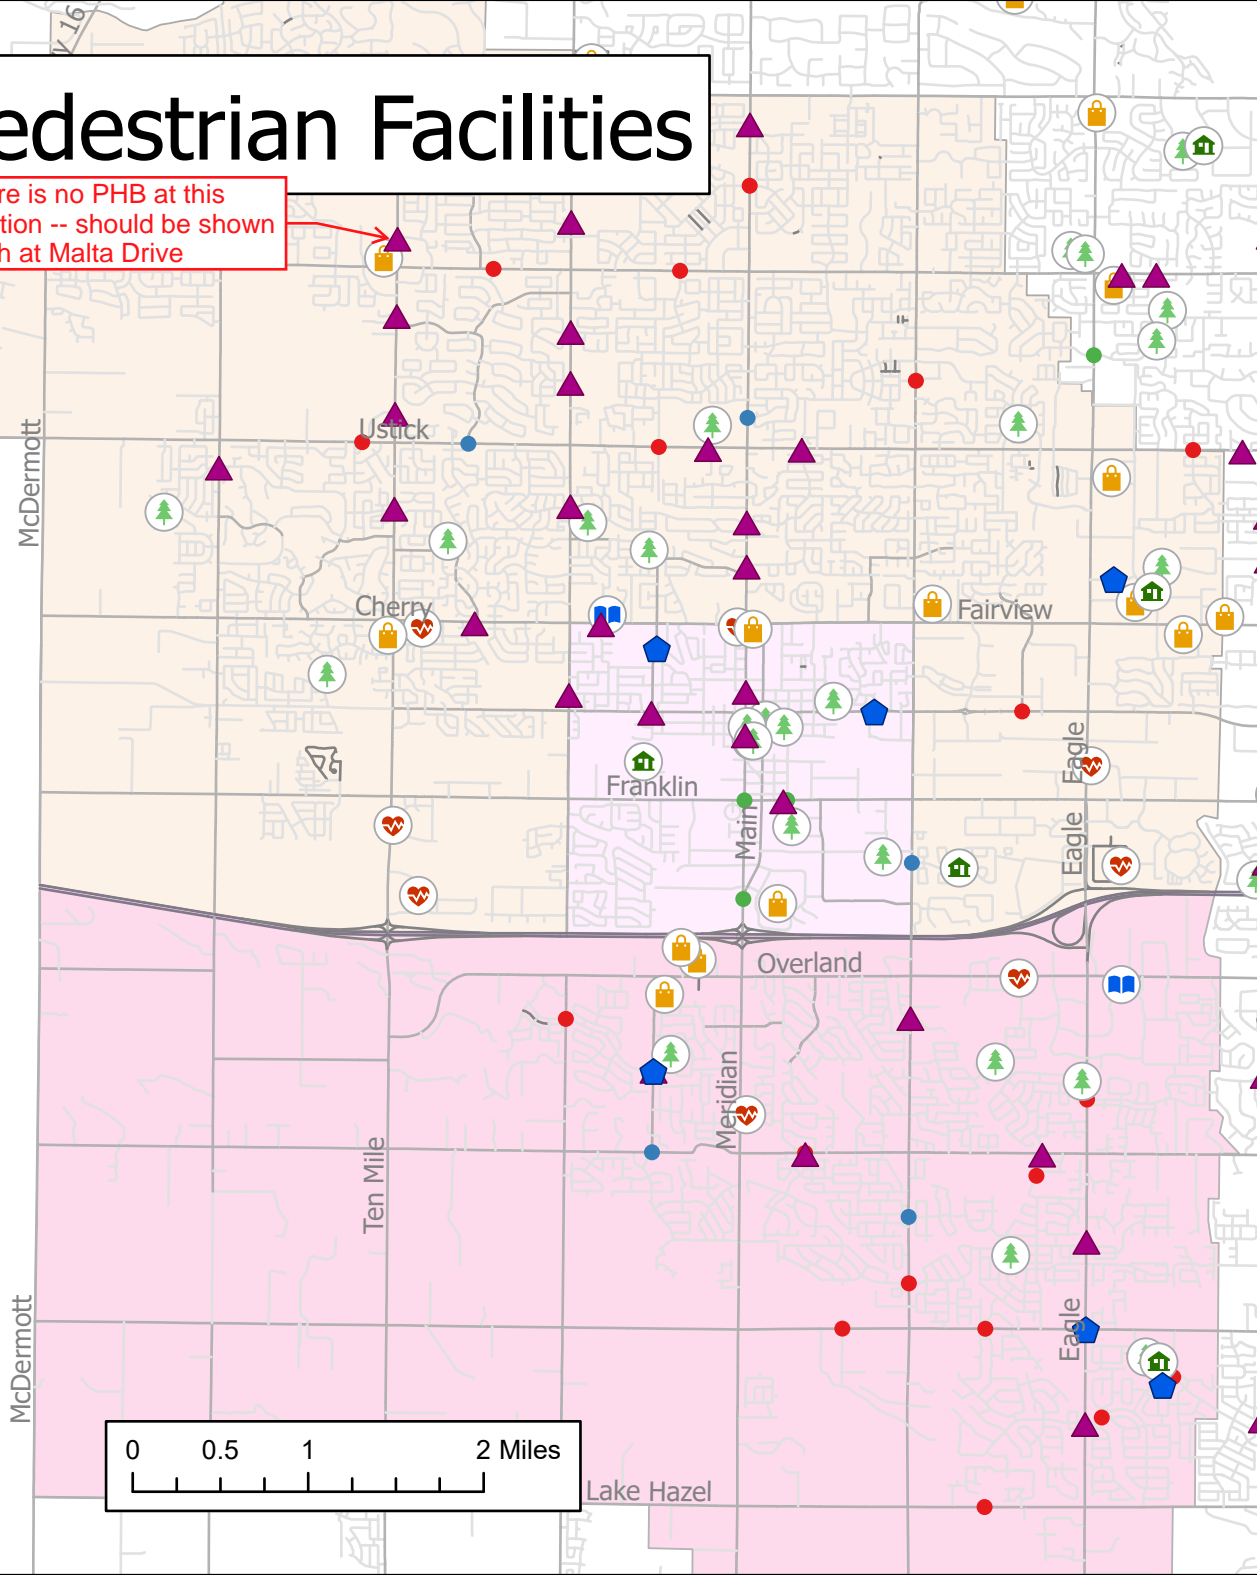 y 16
edestrian Facilities
re is no PHB at this
tion -- should be shown
h at Malta Drive
Ustick
McDermott
Cherry
Fairview
Eagle
Franklin
Main
Eagle
Overland
Meridian
Ten Mile
McDermott
Eagle
0 0.5 1 2 Miles
Lake Hazel